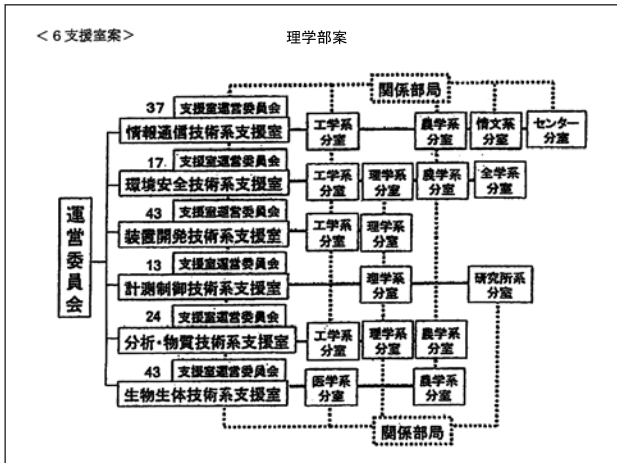 ＜６支援室案＞
理学部案
関係部局
37 支援室運営委員会
情報通信技術系支援室
工学系
分室
農学系
分室
情文系
分室
センター
分室
17. 支援室運営委員会
環境安全技術系支援室
工学系
分室
理学系
分室
農学系
分室
全学系
分室
43 支援室運営委員会
装置開発技術系支援室
工学系
分室
理学系
分室
運営委員会
13 支援室運営委員会
計測制御技術系支援室
理学系
分室
研究所系
分室
24 支援室運営委員会
分析・物質技術系支援室
工学系
分室
理学系
分室
農学系
分室
43 支援室運営委員会
生物生体技術系支援室
医学系
分室
農学系
分室
関係部局